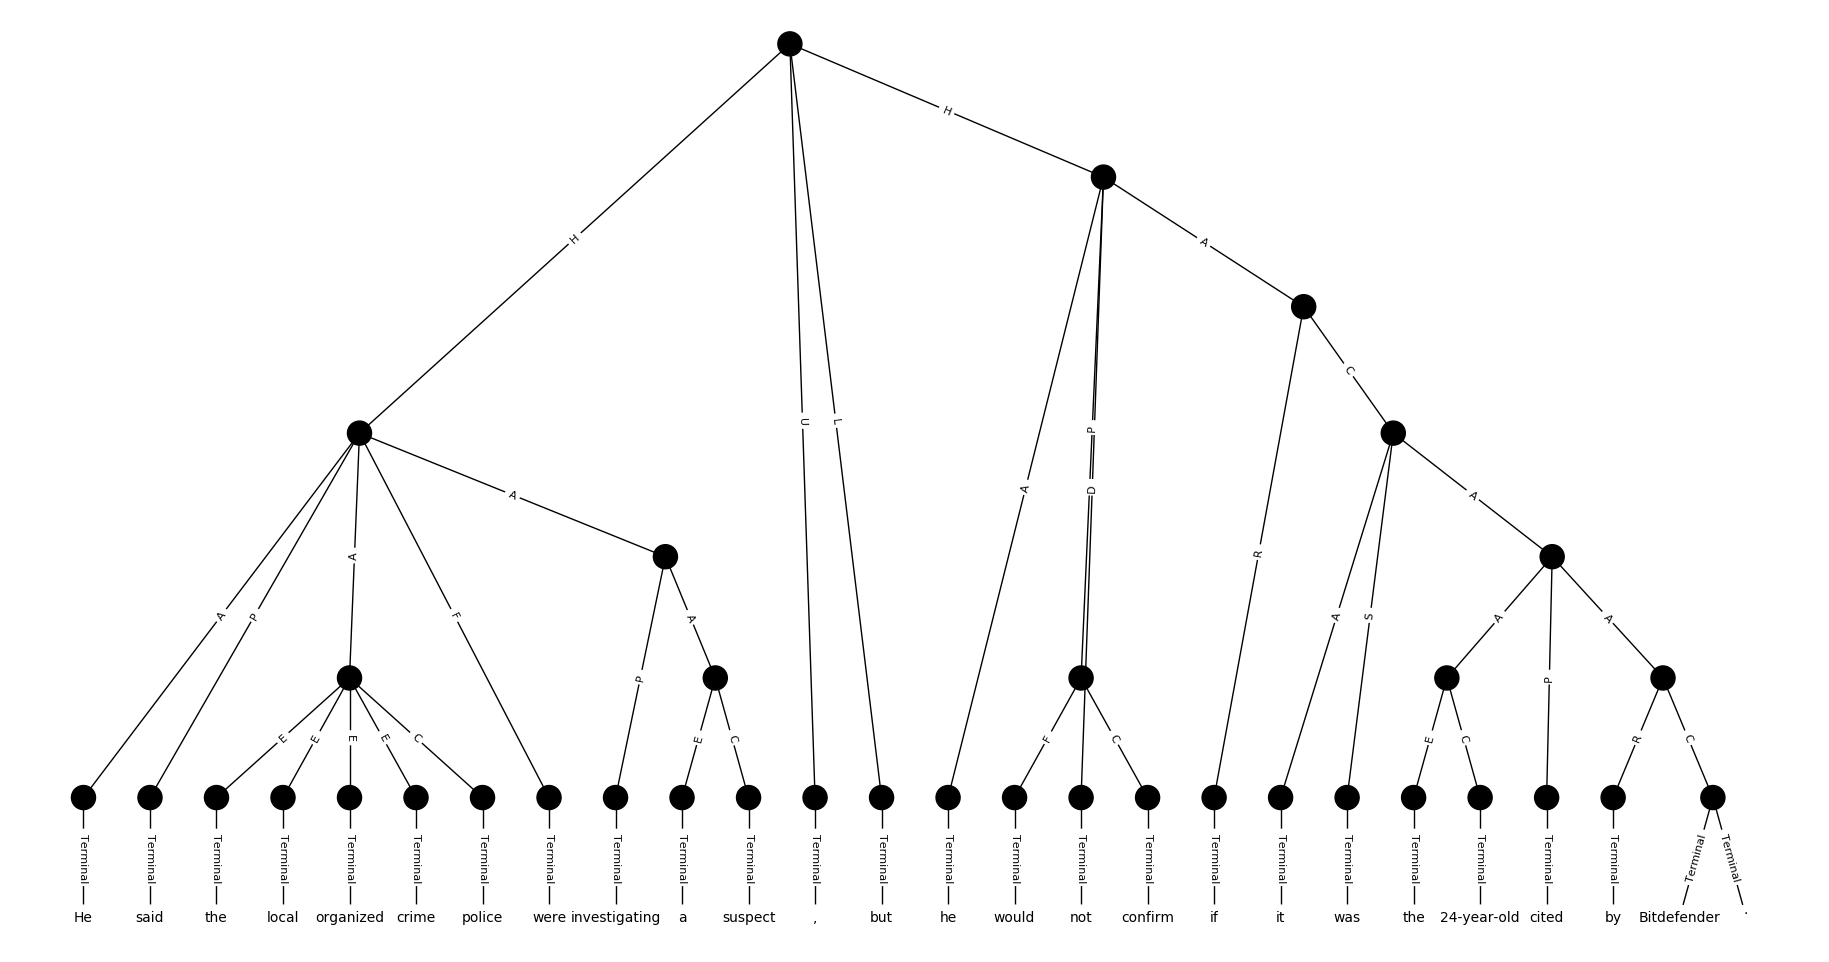 H
H
A
C
H
U
L
P
A
A
A
D
A
R
A
P
F
A
S
A
A
P
A
P
E
E
E
E
C
E
C
F
C
E
C
R
C
Terminal Terminal Terminal Terminal Terminal Terminal Terminal Terminal Terminal Terminal Terminal Terminal Terminal Terminal Terminal Terminal Terminal Terminal Terminal Terminal Terminal Terminal Terminal Terminal Terminal Terminal
He said the local organized crime police were investigating a suspect , but he would not confirm if it was the 24-year-old cited by Bitdefender .